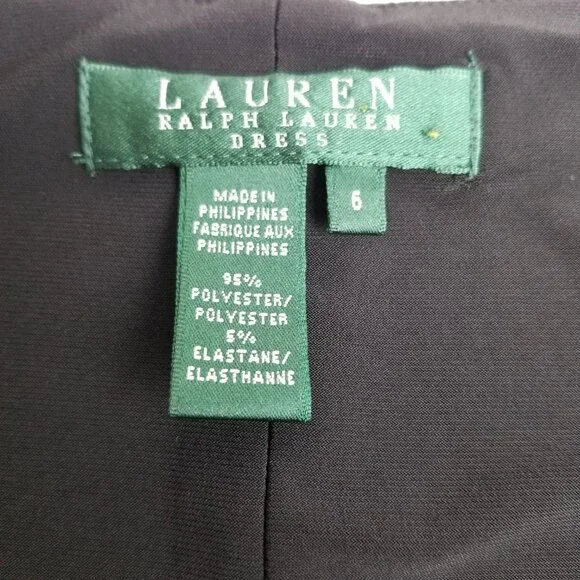 LAUREN
RALPH LAUREN
DRESS
6
MADE IN
PHILIPPINES
FABRIQUE AUX
PHILIPPINES
95%
POLYESTER/
POLYESTER
5%
ELASTANE/
ELASTHANNE